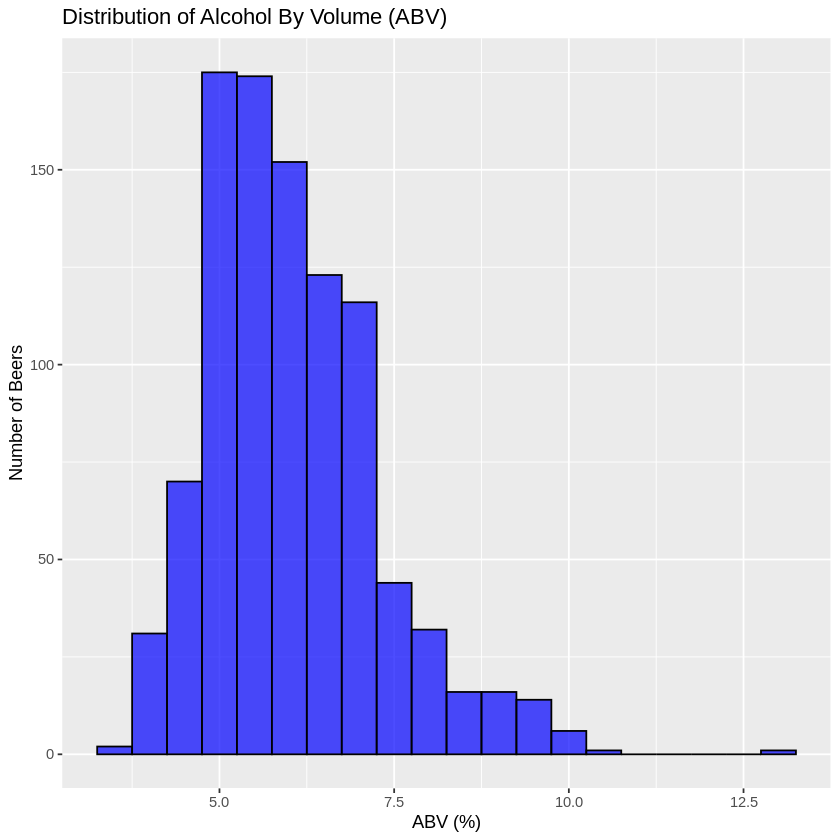 Distribution of Alcohol By Volume (ABV)
Number of Beers
150
100
50
0
5.0 7.5 10.0 12.5
ABV (%)